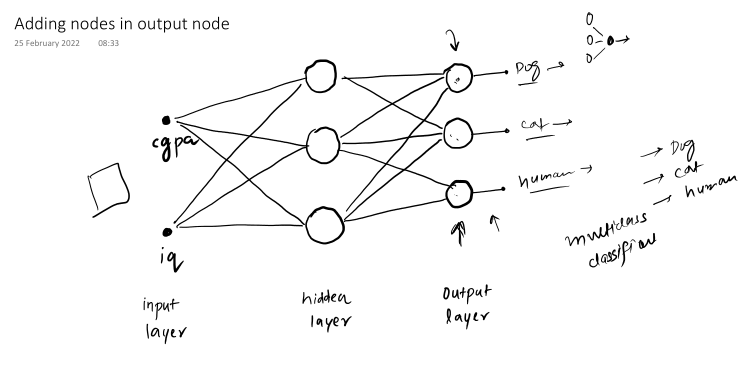 Adding nodes in output node
25 February 2022 08:33
Dog
cat
human
cgpa
iq
Dog
cat
human
multiclass
input
layer
hidden
layer
output
layer